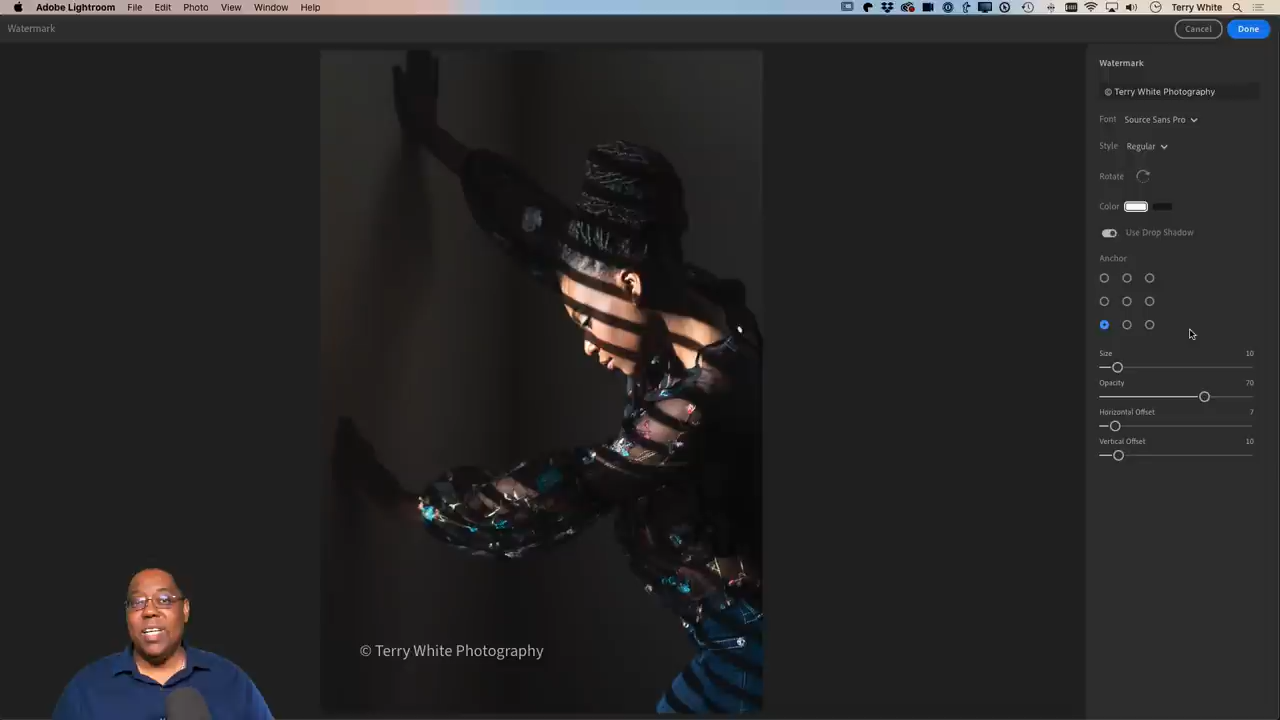 Adobe Lightroom File Edit Photo View Window Help Terry White
Watermark Cancel Done
Watermark
© Terry White Photography
Font Source Sans Pro
Style Regular
Rotate
Color
Use Drop Shadow
Anchor
Size 10
Opacity 70
Horizontal Offset 7
Vertical Offset 10
© Terry White Photography